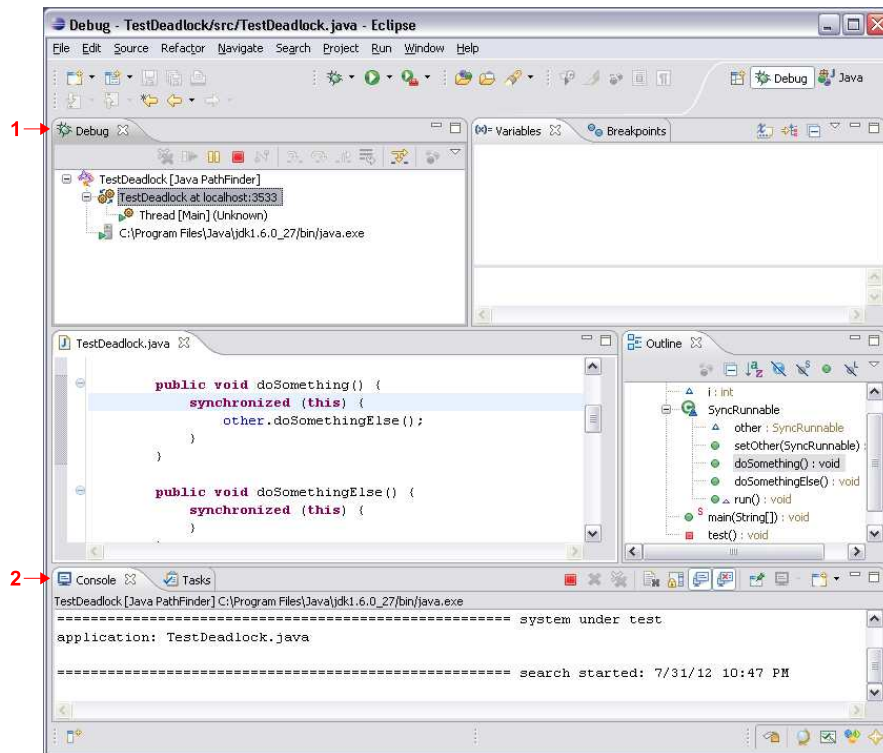 Debug - TestDeadlock/src/TestDeadlock.java - Eclipse
File Edit Source Refactor Navigate Search Project Run Window Help
Debug Java
1
Debug
(x)= Variables
Breakpoints
TestDeadlock [Java PathFinder]
TestDeadlock at localhost:3533
Thread [Main] (Unknown)
C:\Program Files\Java\jdk1.6.0_27/bin/java.exe
TestDeadlock.java
public void doSomething() {
synchronized (this) {
other.doSomethingElse();
}
}
public void doSomethingElse() {
synchronized (this) {
}
Outline
i : int
SyncRunnable
other : SyncRunnable
setOther(SyncRunnable) :
doSomething() : void
doSomethingElse() : void
run() : void
main(String[]) : void
test() : void
2
Console
Tasks
TestDeadlock [Java PathFinder] C:\Program Files\Java\jdk1.6.0_27/bin/java.exe
====================================================== system under test
application: TestDeadlock.java
====================================================== search started: 7/31/12 10:47 PM